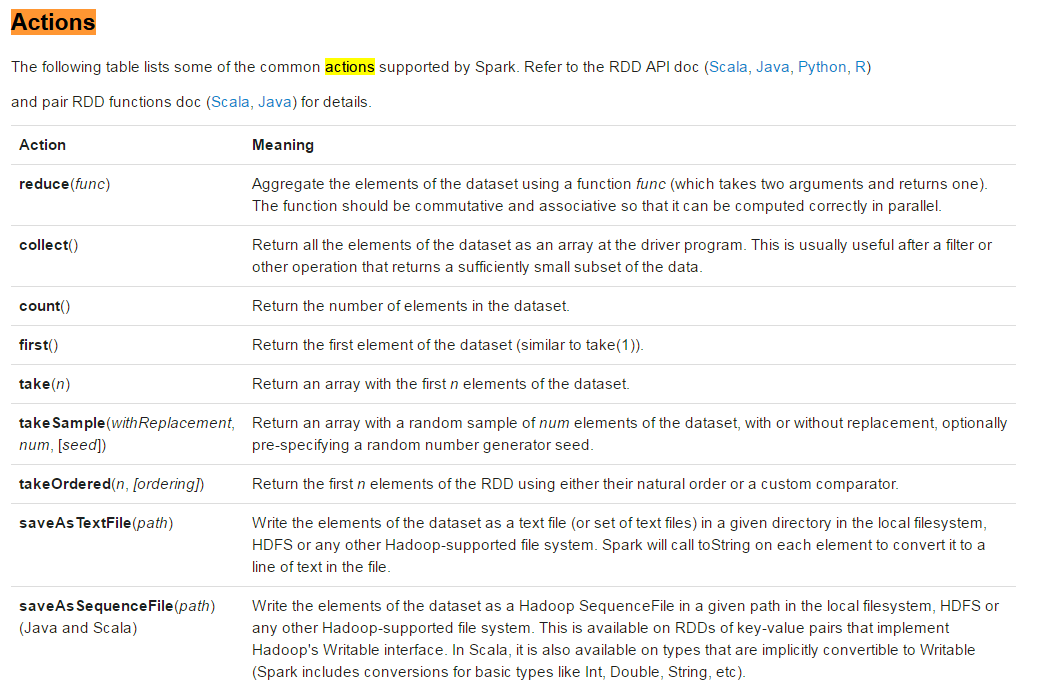 Actions
The following table lists some of the common actions supported by Spark. Refer to the RDD API doc (Scala, Java, Python, R)
and pair RDD functions doc (Scala, Java) for details.
Action Meaning
reduce(func) Aggregate the elements of the dataset using a function func (which takes two arguments and returns one).
The function should be commutative and associative so that it can be computed correctly in parallel.
collect() Return all the elements of the dataset as an array at the driver program. This is usually useful after a filter or
other operation that returns a sufficiently small subset of the data.
count() Return the number of elements in the dataset.
first() Return the first element of the dataset (similar to take(1)).
take(n) Return an array with the first n elements of the dataset.
takeSample(withReplacement, Return an array with a random sample of num elements of the dataset, with or without replacement, optionally
num, [seed]) pre-specifying a random number generator seed.
takeOrdered(n, [ordering]) Return the first n elements of the RDD using either their natural order or a custom comparator.
saveAsTextFile(path) Write the elements of the dataset as a text file (or set of text files) in a given directory in the local filesystem,
HDFS or any other Hadoop-supported file system. Spark will call toString on each element to convert it to a
line of text in the file.
saveAsSequenceFile(path) Write the elements of the dataset as a Hadoop SequenceFile in a given path in the local filesystem, HDFS or
(Java and Scala) any other Hadoop-supported file system. This is available on RDDs of key-value pairs that implement
Hadoop's Writable interface. In Scala, it is also available on types that are implicitly convertible to Writable
(Spark includes conversions for basic types like Int, Double, String, etc).